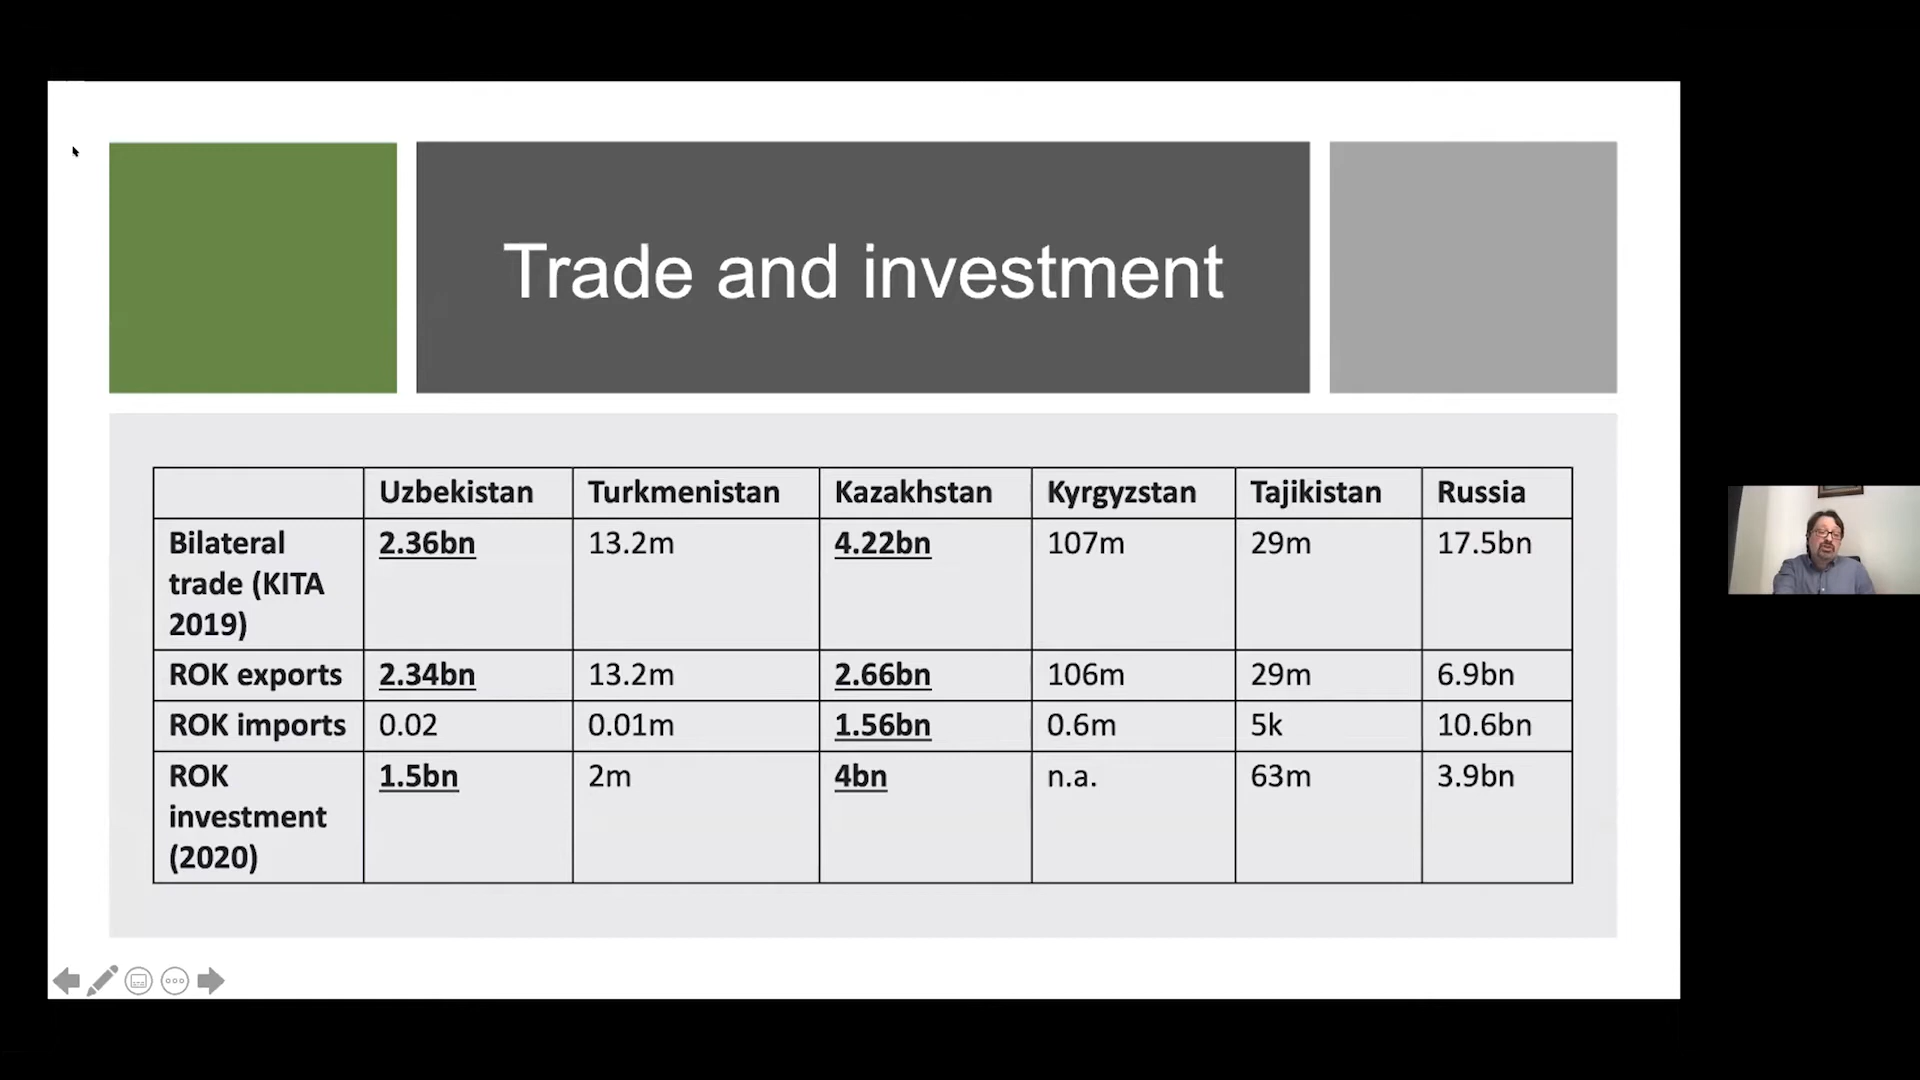 Trade and investment
Uzbekistan Turkmenistan Kazakhstan Kyrgyzstan Tajikistan Russia
Bilateral trade (KITA 2019) 2.36bn 13.2m 4.22bn 107m 29m 17.5bn
ROK exports 2.34bn 13.2m 2.66bn 106m 29m 6.9bn
ROK imports 0.02 0.01m 1.56bn 0.6m 5k 10.6bn
ROK investment (2020) 1.5bn 2m 4bn n.a. 63m 3.9bn